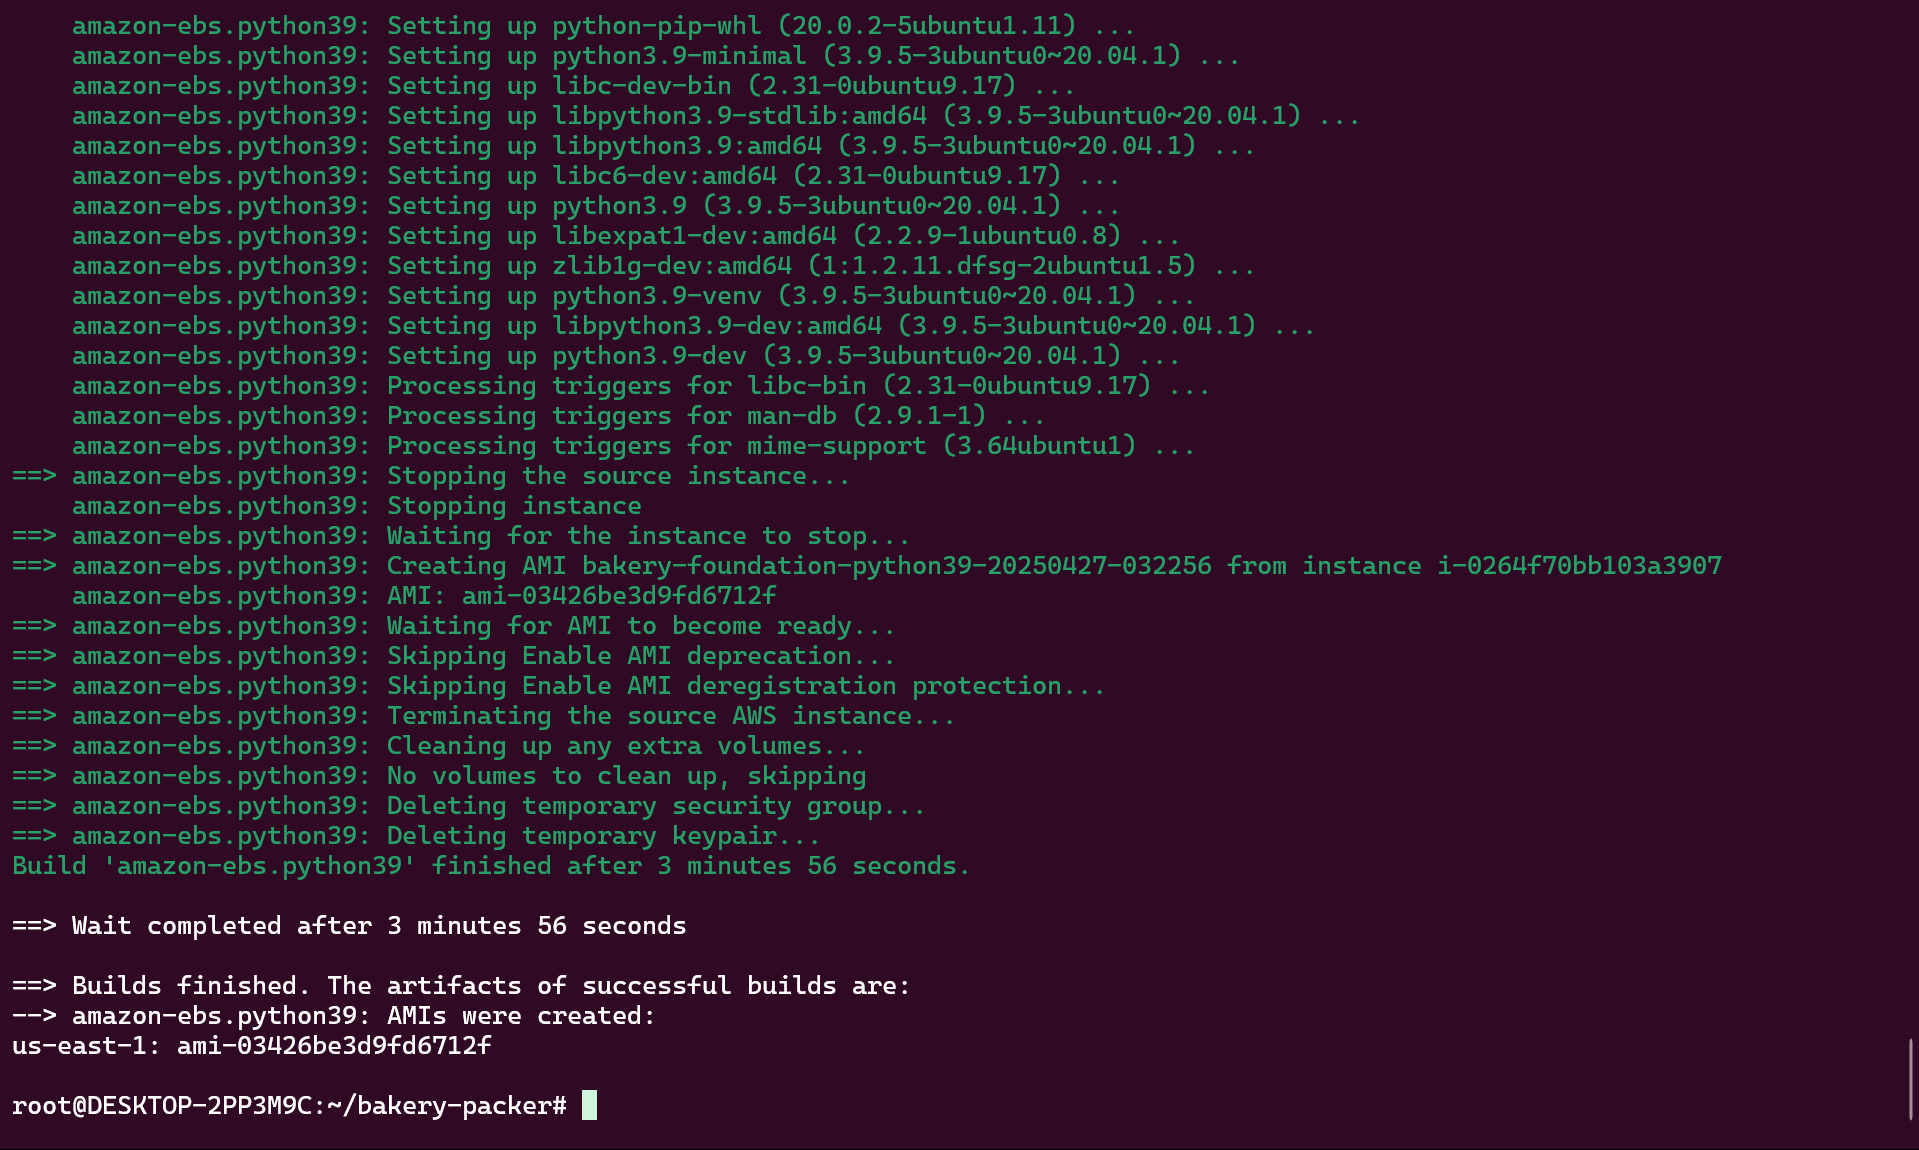 amazon-ebs.python39: Setting up python-pip-whl (20.0.2-5ubuntu1.11) ...
amazon-ebs.python39: Setting up python3.9-minimal (3.9.5-3ubuntu0~20.04.1) ...
amazon-ebs.python39: Setting up libc-dev-bin (2.31-0ubuntu9.17) ...
amazon-ebs.python39: Setting up libpython3.9-stdlib:amd64 (3.9.5-3ubuntu0~20.04.1) ...
amazon-ebs.python39: Setting up libpython3.9:amd64 (3.9.5-3ubuntu0~20.04.1) ...
amazon-ebs.python39: Setting up libc6-dev:amd64 (2.31-0ubuntu9.17) ...
amazon-ebs.python39: Setting up python3.9 (3.9.5-3ubuntu0~20.04.1) ...
amazon-ebs.python39: Setting up libexpat1-dev:amd64 (2.2.9-1ubuntu0.8) ...
amazon-ebs.python39: Setting up zlib1g-dev:amd64 (1:1.2.11.dfsg-2ubuntu1.5) ...
amazon-ebs.python39: Setting up python3.9-venv (3.9.5-3ubuntu0~20.04.1) ...
amazon-ebs.python39: Setting up libpython3.9-dev:amd64 (3.9.5-3ubuntu0~20.04.1) ...
amazon-ebs.python39: Setting up python3.9-dev (3.9.5-3ubuntu0~20.04.1) ...
amazon-ebs.python39: Processing triggers for libc-bin (2.31-0ubuntu9.17) ...
amazon-ebs.python39: Processing triggers for man-db (2.9.1-1) ...
amazon-ebs.python39: Processing triggers for mime-support (3.64ubuntu1) ...
==> amazon-ebs.python39: Stopping the source instance...
amazon-ebs.python39: Stopping instance
==> amazon-ebs.python39: Waiting for the instance to stop...
==> amazon-ebs.python39: Creating AMI bakery-foundation-python39-20250427-032256 from instance i-0264f70bb103a3907
amazon-ebs.python39: AMI: ami-03426be3d9fd6712f
==> amazon-ebs.python39: Waiting for AMI to become ready...
==> amazon-ebs.python39: Skipping Enable AMI deprecation...
==> amazon-ebs.python39: Skipping Enable AMI deregistration protection...
==> amazon-ebs.python39: Terminating the source AWS instance...
==> amazon-ebs.python39: Cleaning up any extra volumes...
==> amazon-ebs.python39: No volumes to clean up, skipping
==> amazon-ebs.python39: Deleting temporary security group...
==> amazon-ebs.python39: Deleting temporary keypair...
Build 'amazon-ebs.python39' finished after 3 minutes 56 seconds.
==> Wait completed after 3 minutes 56 seconds
==> Builds finished. The artifacts of successful builds are:
--> amazon-ebs.python39: AMIs were created:
us-east-1: ami-03426be3d9fd6712f
root@DESKTOP-2PP3M9C:~/bakery-packer#